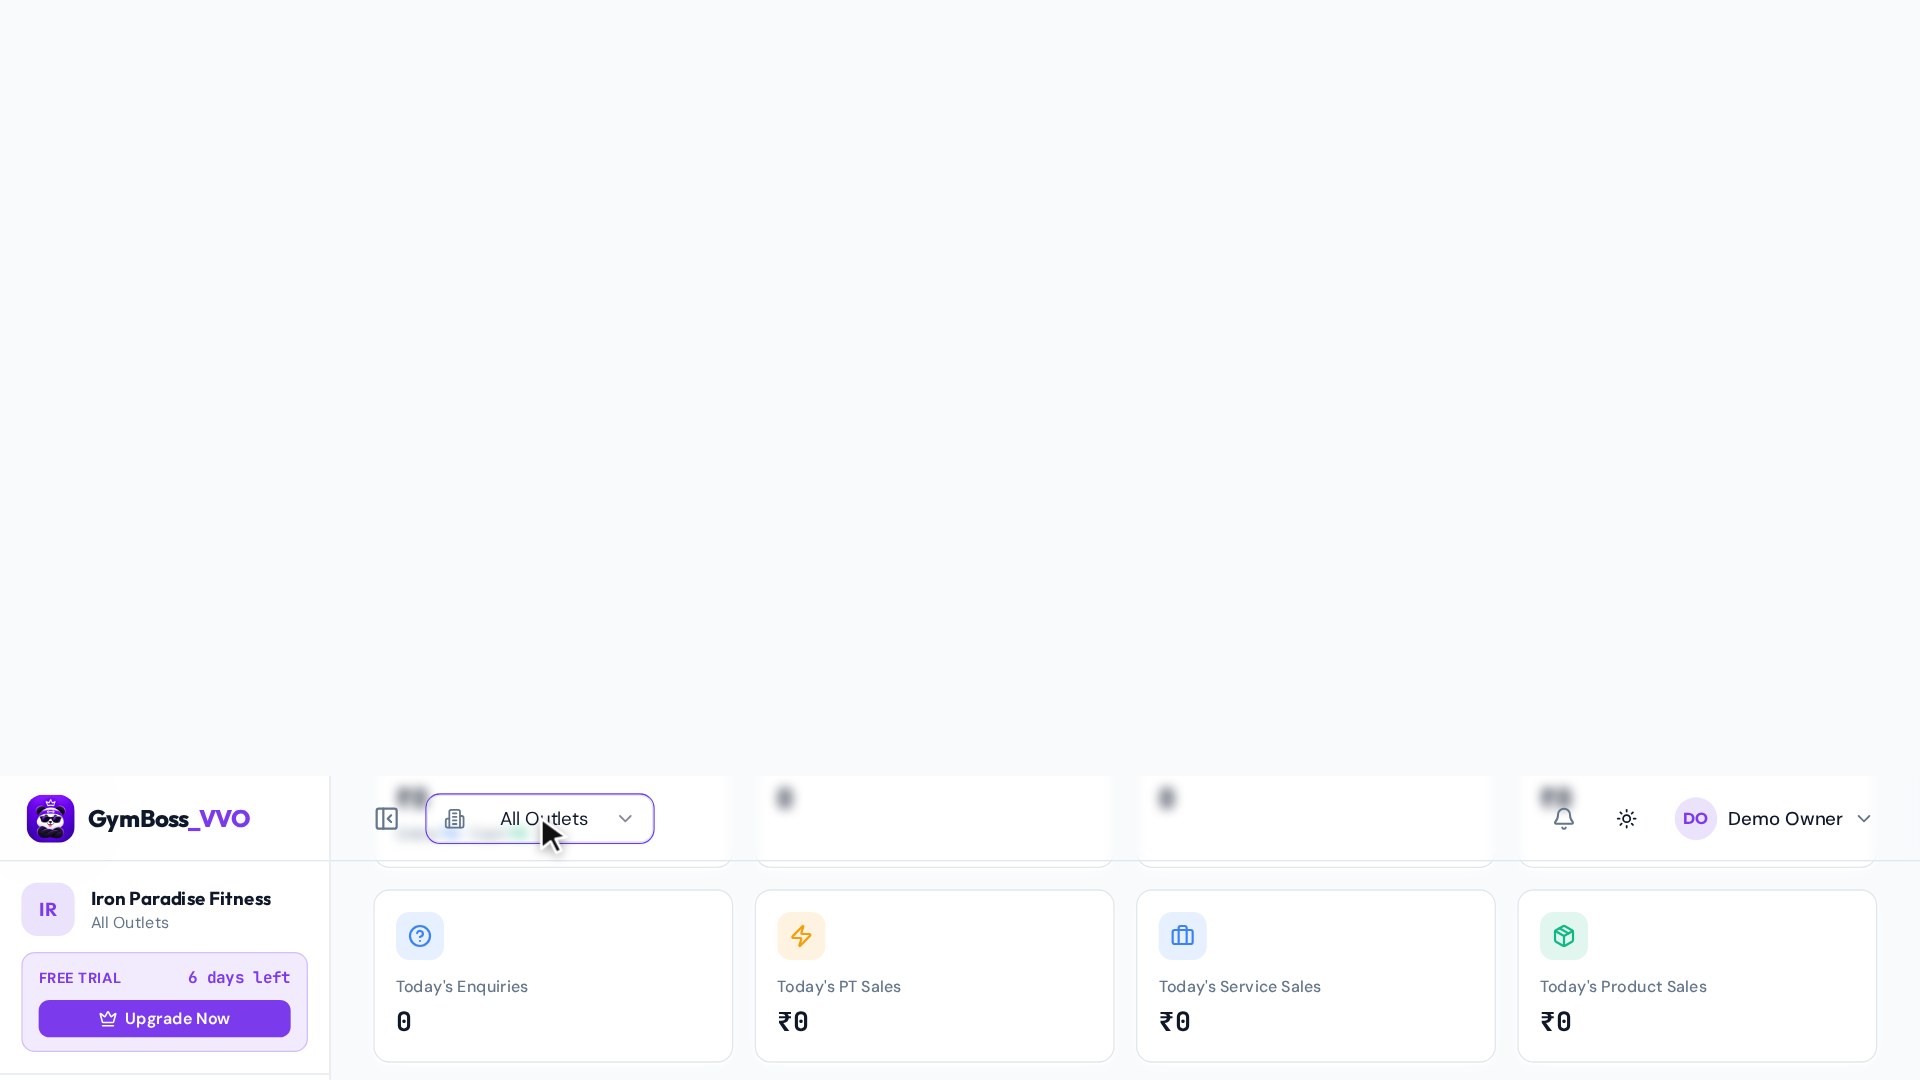 GymBoss_VVO
All Outlets
DO
Demo Owner
IR
Iron Paradise Fitness
All Outlets
FREE TRIAL
6 days left
Upgrade Now
Today's Enquiries
0
Today's PT Sales
₹0
Today's Service Sales
₹0
Today's Product Sales
₹0